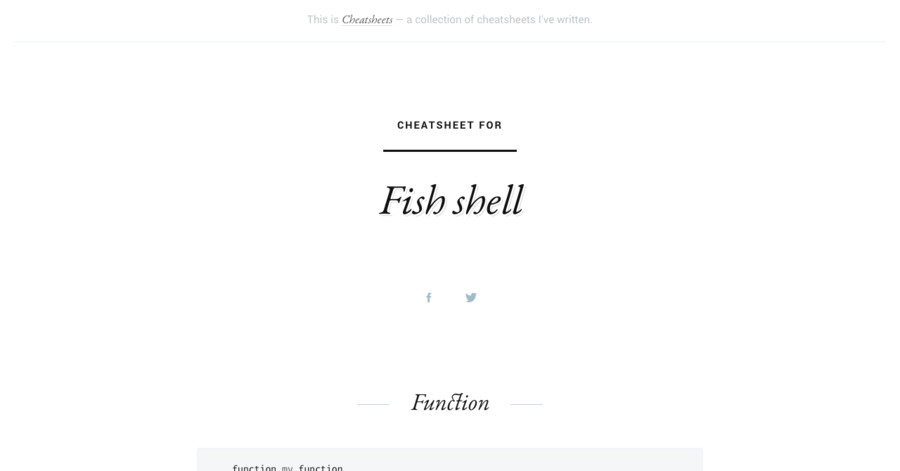 This is Cheatsheets — a collection of cheatsheets I've written.
CHEATSHEET FOR
Fish shell
Function
function my_function